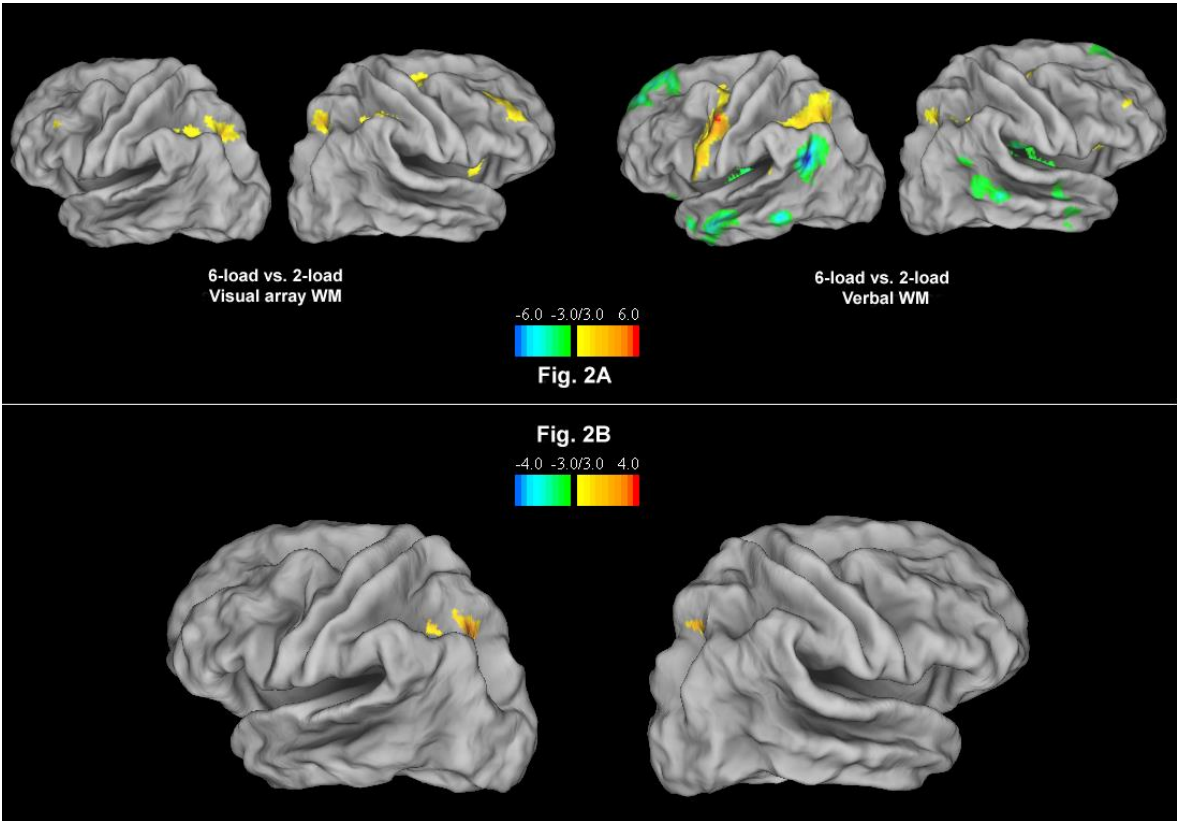 6-load vs. 2-load
Visual array WM
6-load vs. 2-load
Verbal WM
-6.0 -3.0/3.0 6.0
Fig. 2A
Fig. 2B
-4.0 -3.0/3.0 4.0